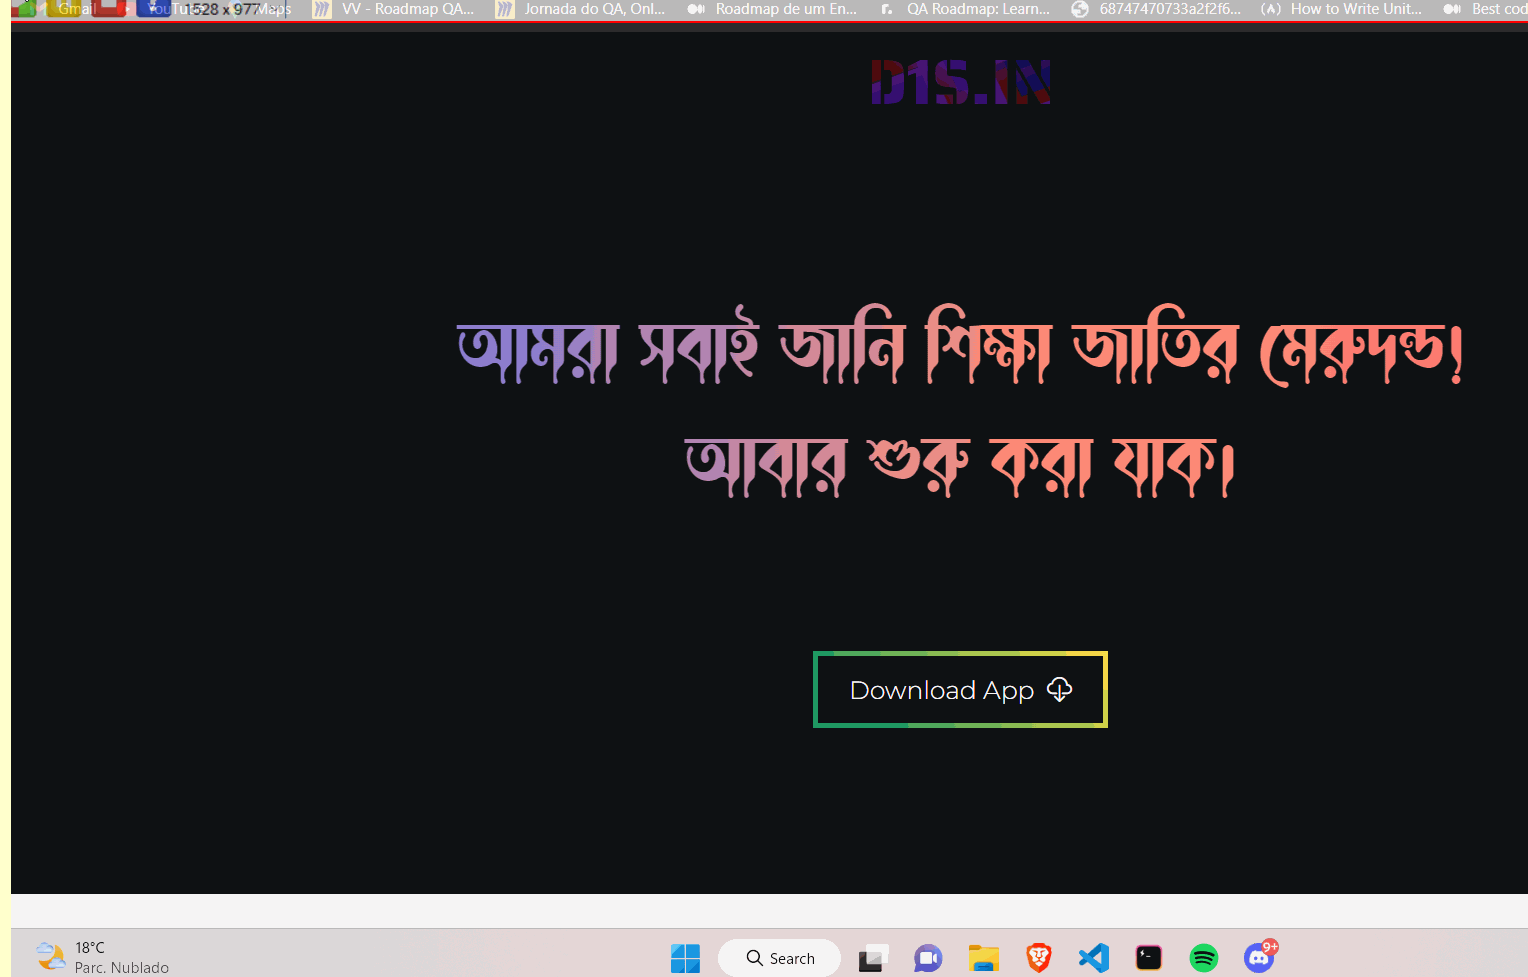 Gmail YouTube 1528 x 977 Maps VV - Roadmap QA... Jornada do QA, Onl... Roadmap de um En... QA Roadmap: Learn... 68747470733a2f2f6... How to Write Unit... Best cod
D1S.IN
আমরা সবাই জানি শিক্ষা জাতির মেরুদন্ড!
আবার শুরু করা যাক।
Download App
18°C
Parc. Nublado
Search
9+